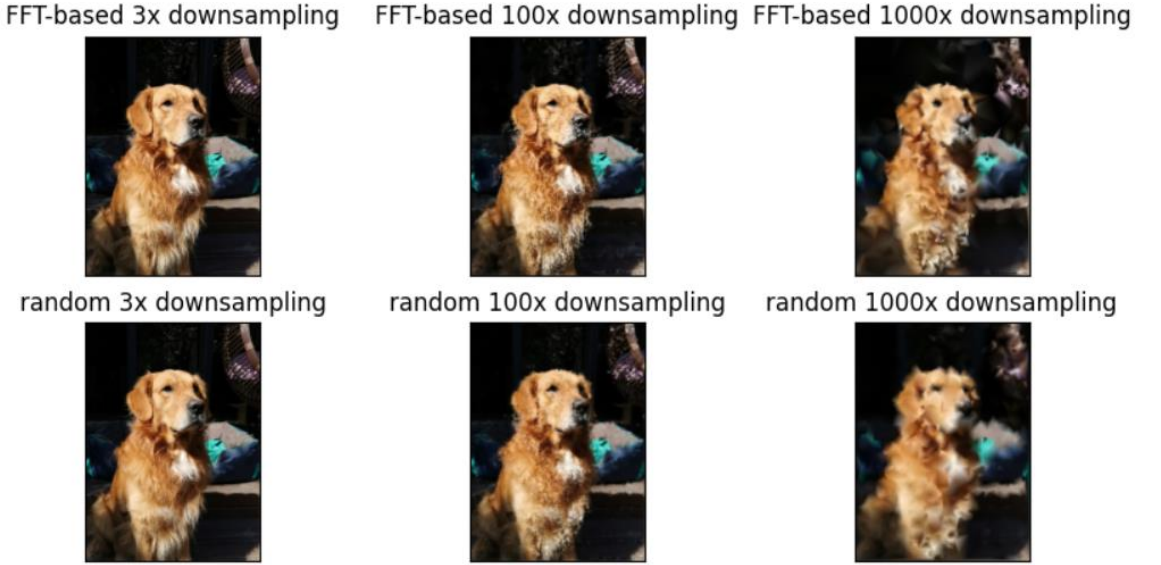 FFT-based 3x downsampling
FFT-based 100x downsampling
FFT-based 1000x downsampling
random 3x downsampling
random 100x downsampling
random 1000x downsampling